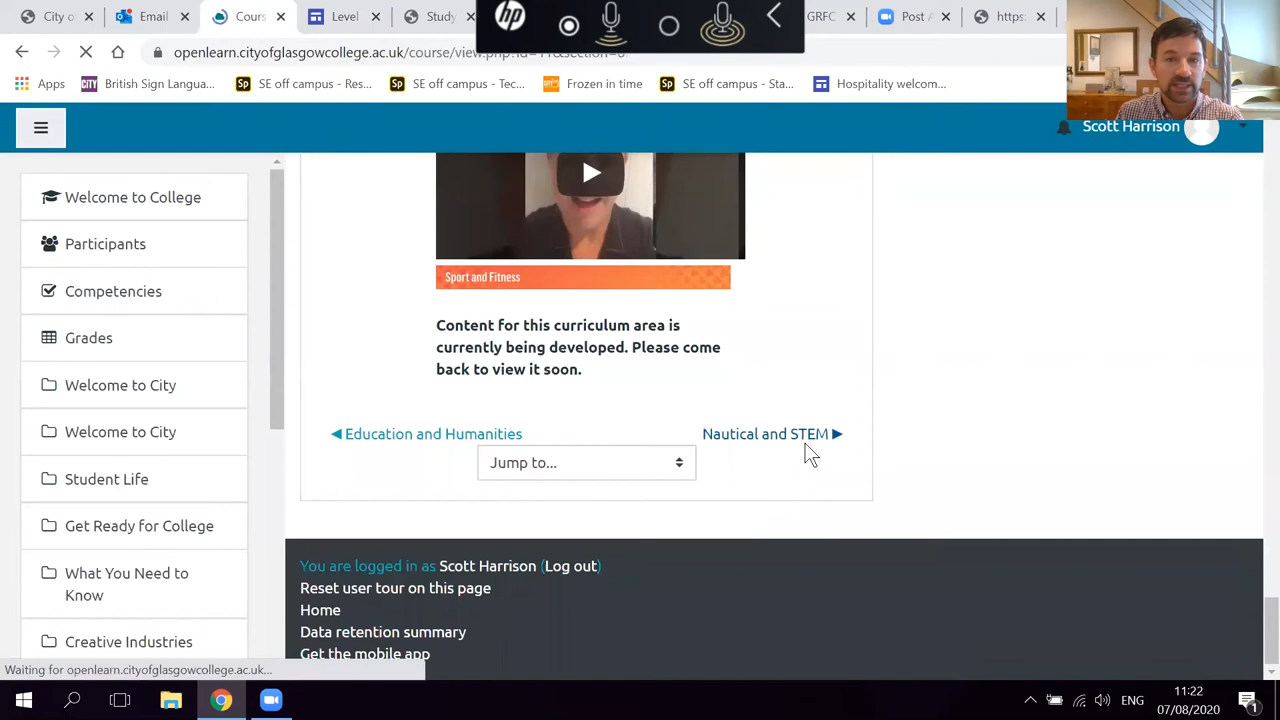 City o
Email
Cours
Level
Study
hp
GRFC
Post A
https:
openlearn.cityofglasgowcollege.ac.uk/course/view.php?id=
Apps
British Sign Langua...
SE off campus - Res...
SE off campus - Tec...
Frozen in time
SE off campus - Sta...
Hospitality welcom...
Scott Harrison
Welcome to College
Participants
Competencies
Grades
Welcome to City
Welcome to City
Student Life
Get Ready for College
What You Need to
Know
Creative Industries
Sport and Fitness
Content for this curriculum area is
currently being developed. Please come
back to view it soon.
◀ Education and Humanities
Nautical and STEM ▶
Jump to...
You are logged in as Scott Harrison (Log out)
Reset user tour on this page
Home
Data retention summary
Get the mobile app
Waiting for openlearn.cityofglasgowcollege.ac.uk...
ENG
11:22
07/08/2020